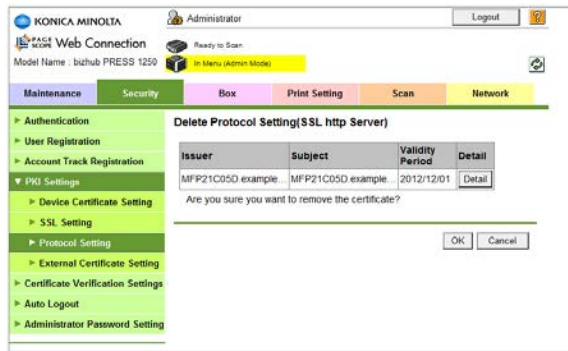 KONICA MINOLTA
Administrator
Logout
?
PAGE SCOPE Web Connection
Ready to Scan
Model Name : bizhub PRESS 1250
In Menu (Admin Mode)
Maintenance Security Box Print Setting Scan Network
Authentication
User Registration
Account Track Registration
PKI Settings
Device Certificate Setting
SSL Setting
Protocol Setting
External Certificate Setting
Certificate Verification Settings
Auto Logout
Administrator Password Setting
Delete Protocol Setting(SSL http Server)
Issuer Subject Validity Period Detail
MFP21C05D.example... MFP21C05D.example... 2012/12/01 Detail
Are you sure you want to remove the certificate?
OK Cancel